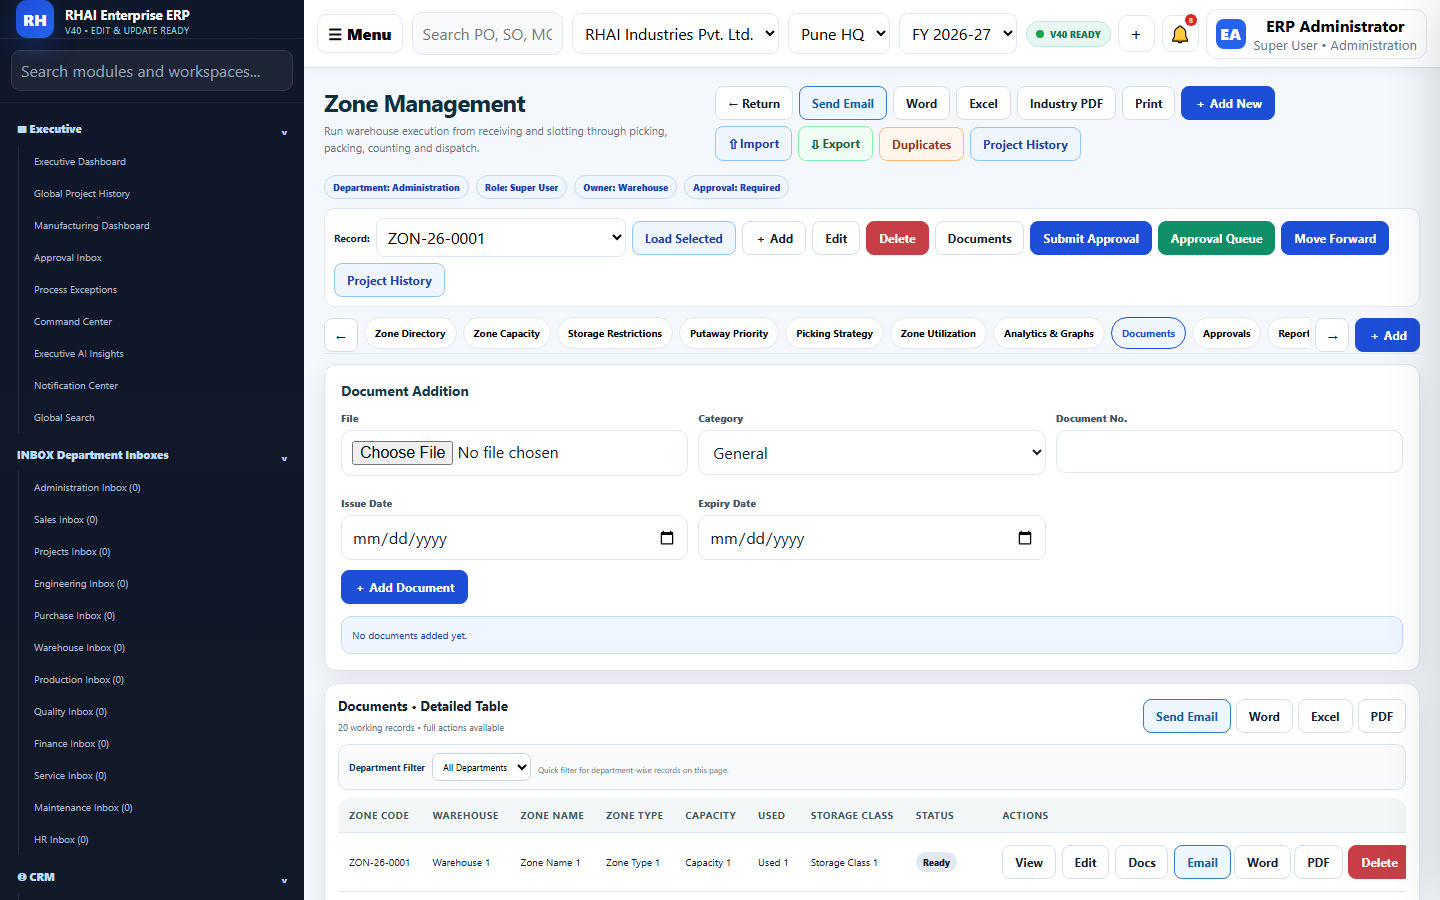 RH
RHAI Enterprise ERP
V40 • EDIT & UPDATE READY
Search modules and workspaces...
Executive
Executive Dashboard
Global Project History
Manufacturing Dashboard
Approval Inbox
Process Exceptions
Command Center
Executive AI Insights
Notification Center
Global Search
INBOX Department Inboxes
Administration Inbox (0)
Sales Inbox (0)
Projects Inbox (0)
Engineering Inbox (0)
Purchase Inbox (0)
Warehouse Inbox (0)
Production Inbox (0)
Quality Inbox (0)
Finance Inbox (0)
Service Inbox (0)
Maintenance Inbox (0)
HR Inbox (0)
CRM
☰ Menu
Search PO, SO, MO
RHAI Industries Pvt. Ltd.
Pune HQ
FY 2026-27
V40 READY
+
8
EA
ERP Administrator
Super User • Administration
Zone Management
Run warehouse execution from receiving and slotting through picking,
packing, counting and dispatch.
← Return
Send Email
Word
Excel
Industry PDF
Print
+ Add New
⇧ Import
⇩ Export
Duplicates
Project History
Department: Administration
Role: Super User
Owner: Warehouse
Approval: Required
Record:
ZON-26-0001
Load Selected
+ Add
Edit
Delete
Documents
Submit Approval
Approval Queue
Move Forward
Project History
←
Zone Directory
Zone Capacity
Storage Restrictions
Putaway Priority
Picking Strategy
Zone Utilization
Analytics & Graphs
Documents
Approvals
Report
→
+ Add
Document Addition
File
Category
Document No.
Choose File No file chosen
General
Issue Date
Expiry Date
mm/dd/yyyy
mm/dd/yyyy
+ Add Document
No documents added yet.
Documents • Detailed Table
20 working records • full actions available
Send Email
Word
Excel
PDF
Department Filter
All Departments
Quick filter for department-wise records on this page.
ZONE CODE WAREHOUSE ZONE NAME ZONE TYPE CAPACITY USED STORAGE CLASS STATUS ACTIONS
ZON-26-0001 Warehouse 1 Zone Name 1 Zone Type 1 Capacity 1 Used 1 Storage Class 1 Ready View Edit Docs Email Word PDF Delete